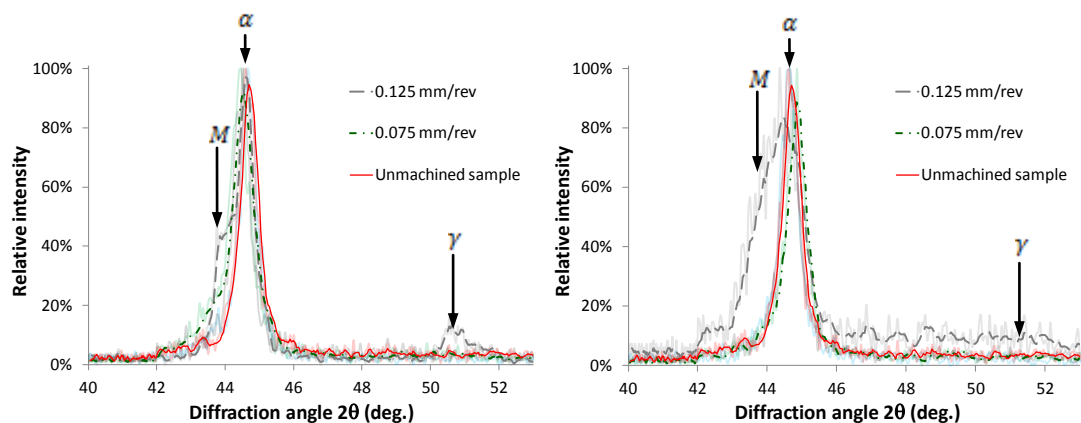 α
100%
80%
60%
40%
20%
0%
Relative intensity
M
γ
0.125 mm/rev
0.075 mm/rev
Unmachined sample
40 42 44 46 48 50 52
Diffraction angle 2θ (deg.)
α
100%
80%
60%
40%
20%
0%
Relative intensity
M
γ
0.125 mm/rev
0.075 mm/rev
Unmachined sample
40 42 44 46 48 50 52
Diffraction angle 2θ (deg.)